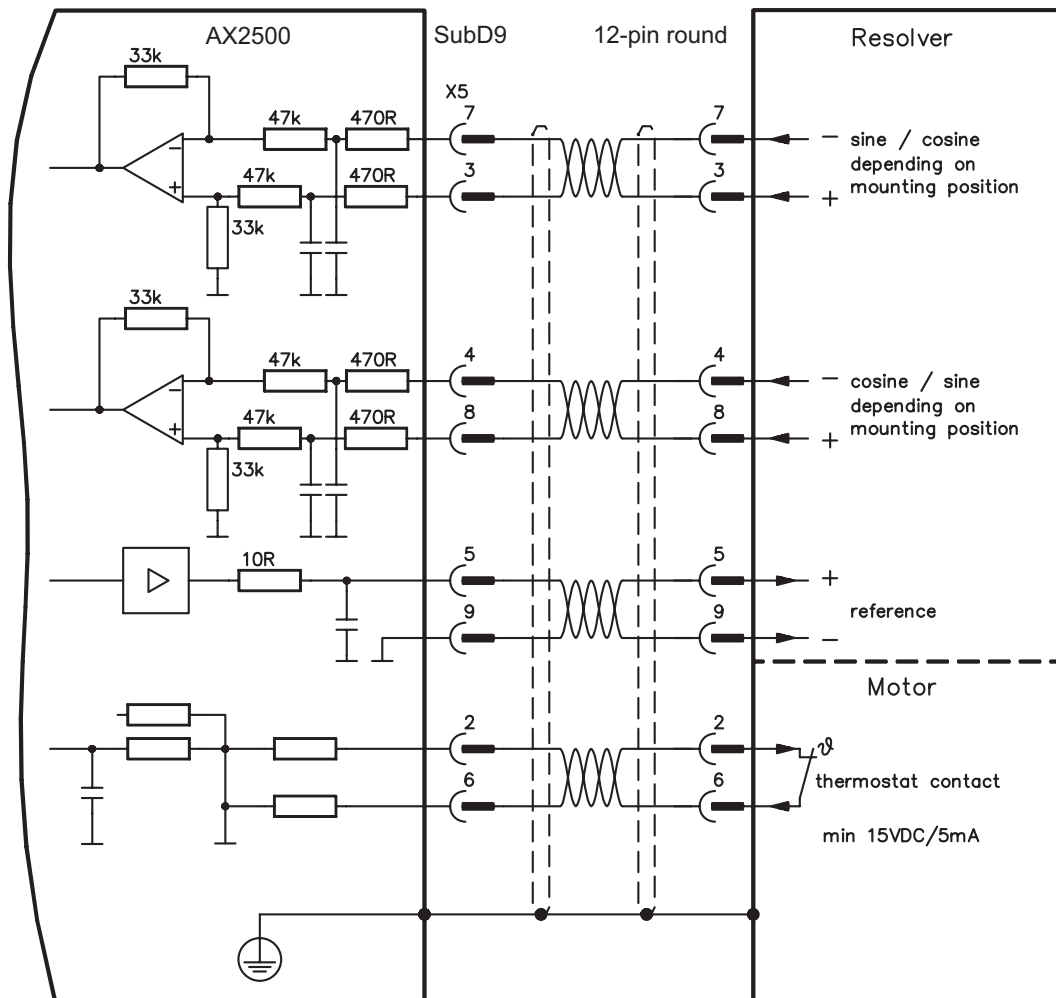 AX2500
SubD9
12-pin round
Resolver
33k
X5
47k
470R
7
7
− sine / cosine
depending on
mounting position
−
+
47k
470R
3
3
+
33k
33k
47k
470R
4
4
− cosine / sine
depending on
mounting position
−
+
47k
470R
8
8
+
33k
10R
5
5
+
reference
9
9
−
Motor
2
2
ϑ
thermostat contact
6
6
min 15VDC/5mA